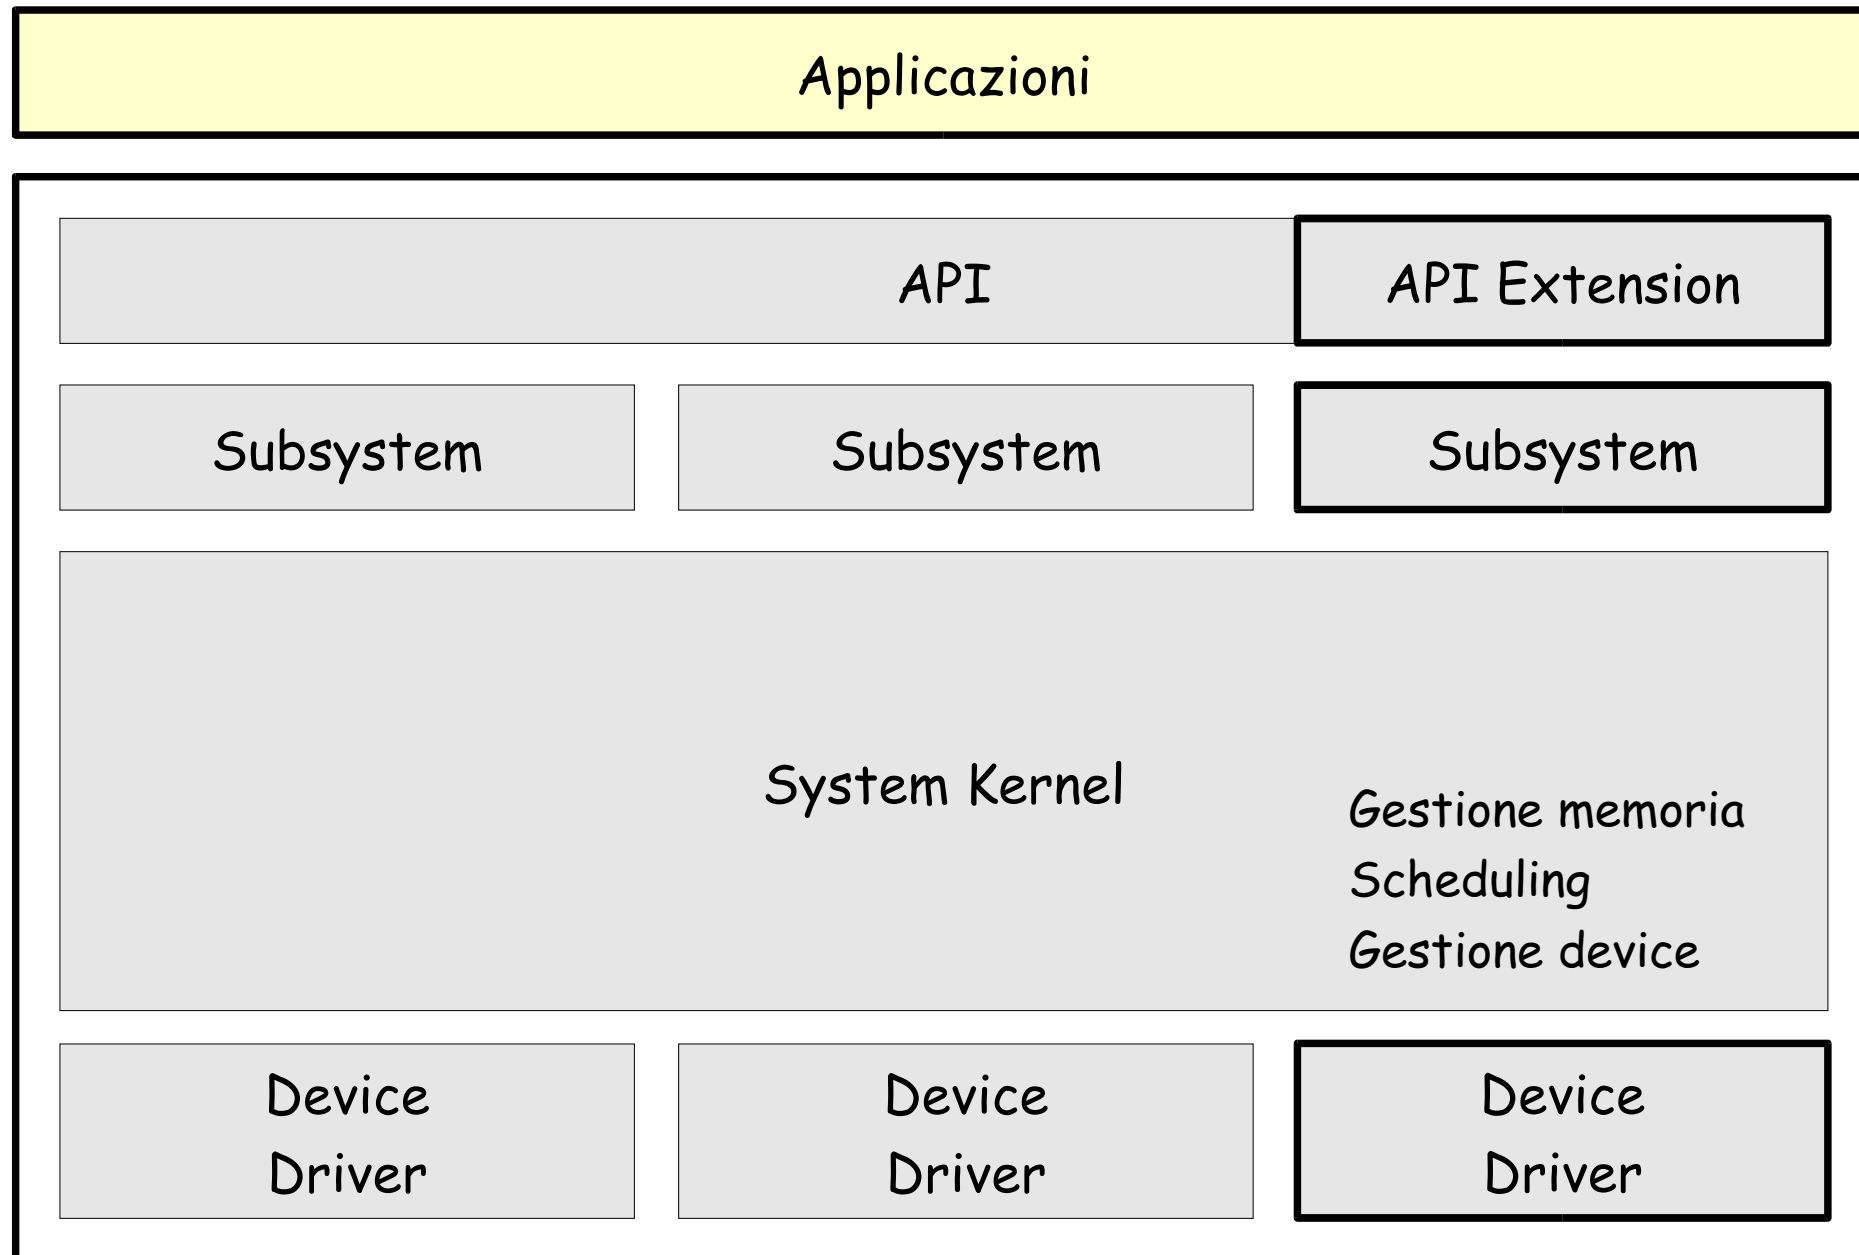 Applicazioni
API
API Extension
Subsystem
Subsystem
Subsystem
System Kernel
Gestione memoria
Scheduling
Gestione device
Device
Driver
Device
Driver
Device
Driver